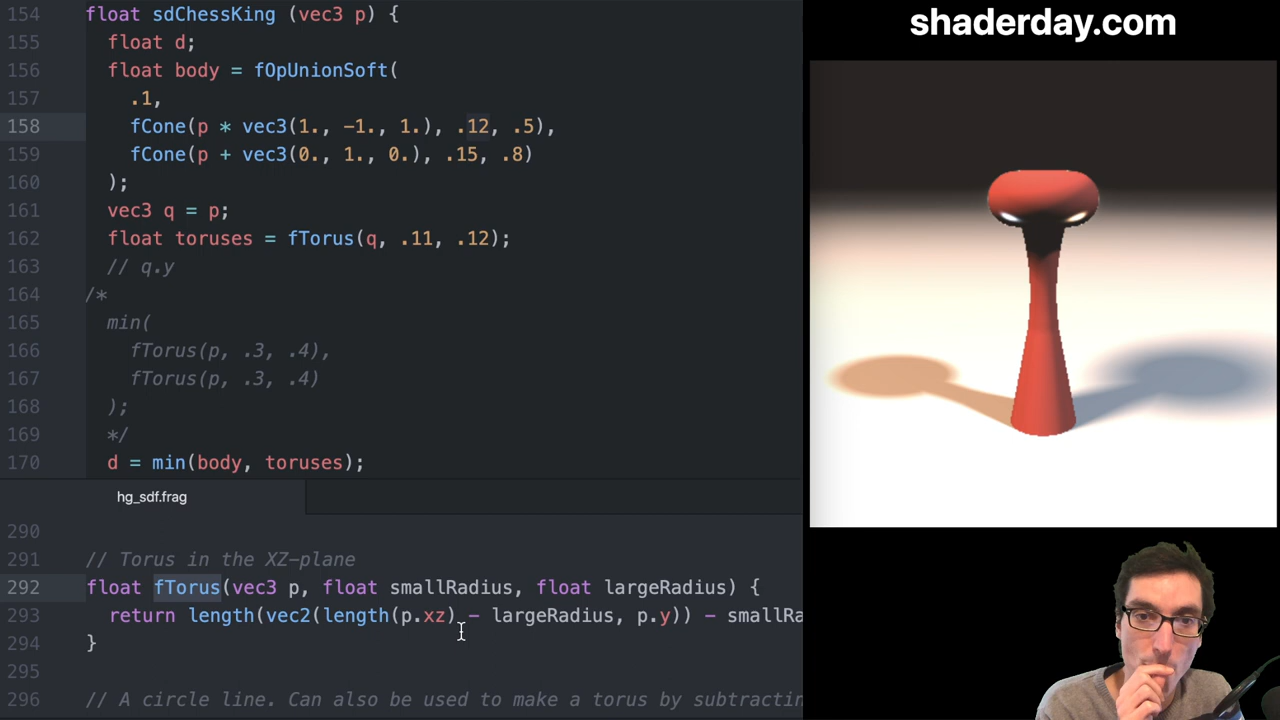 154 float sdChessKing (vec3 p) {
155 float d;
156 float body = fOpUnionSoft(
157 .1,
158 fCone(p * vec3(1., -1., 1.), .12, .5),
159 fCone(p + vec3(0., 1., 0.), .15, .8)
160 );
161 vec3 q = p;
162 float toruses = fTorus(q, .11, .12);
163 // q.y
164 /*
165 min(
166 fTorus(p, .3, .4),
167 fTorus(p, .3, .4)
168 );
169 */
170 d = min(body, toruses);
hg_sdf.frag
290
291 // Torus in the XZ-plane
292 float fTorus(vec3 p, float smallRadius, float largeRadius) {
293 return length(vec2(length(p.xz) - largeRadius, p.y)) - smallRa
294 }
295
296 // A circle line. Can also be used to make a torus by subtractin
shaderday.com